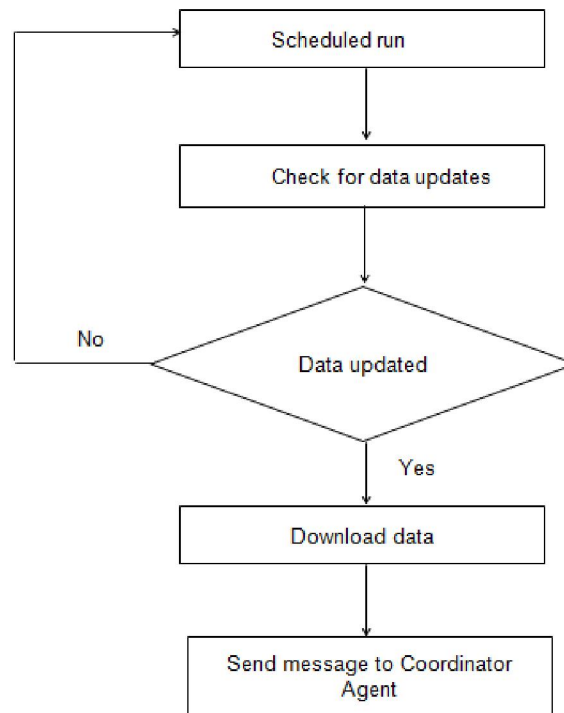 Scheduled run
Check for data updates
No
Data updated
Yes
Download data
Send message to Coordinator
Agent